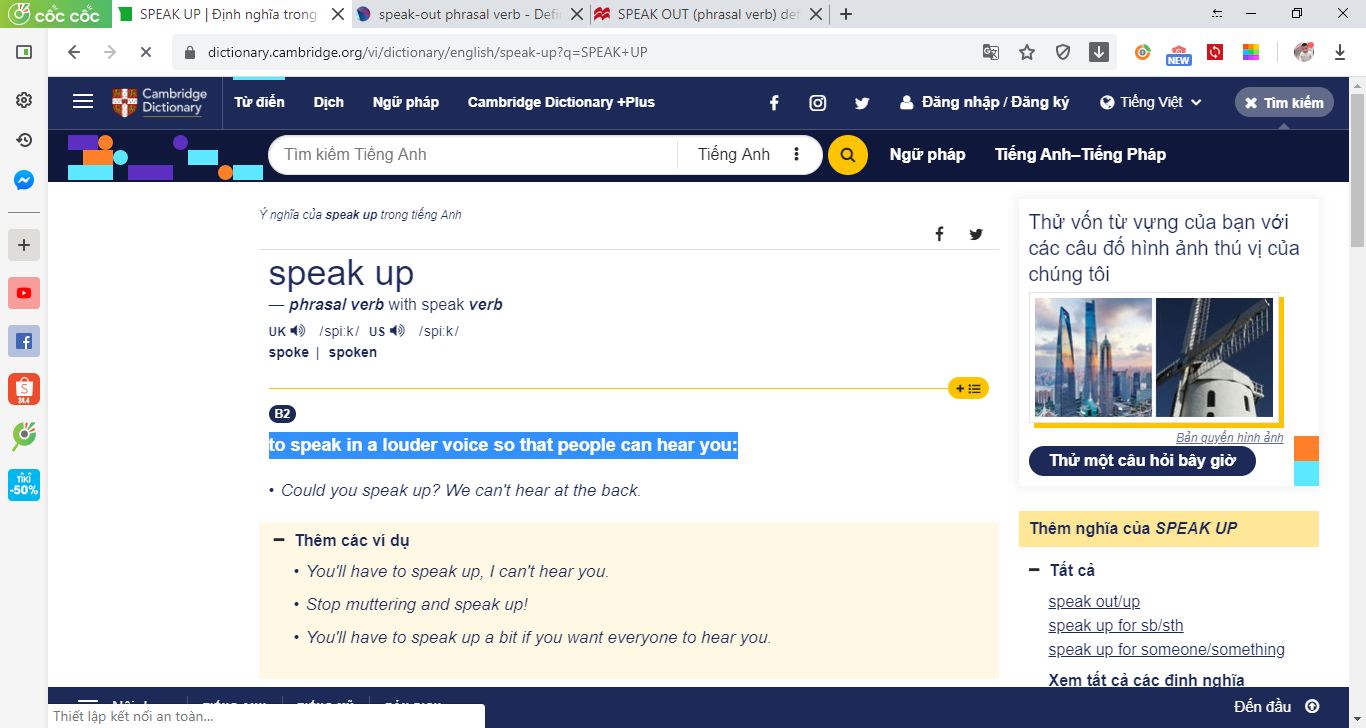 cốc cốc
SPEAK UP | Định nghĩa trong
speak-out phrasal verb - Defi
SPEAK OUT (phrasal verb) def
dictionary.cambridge.org/vi/dictionary/english/speak-up?q=SPEAK+UP
NEW
Cambridge
Dictionary
Từ điển
Dịch
Ngữ pháp
Cambridge Dictionary +Plus
Đăng nhập / Đăng ký
Tiếng Việt
Tìm kiếm
Tìm kiếm Tiếng Anh
Tiếng Anh
Ngữ pháp
Tiếng Anh–Tiếng Pháp
Ý nghĩa của speak up trong tiếng Anh
speak up
— phrasal verb with speak verb
UK /spiːk/ US /spiːk/
spoke | spoken
B2
to speak in a louder voice so that people can hear you:
• Could you speak up? We can't hear at the back.
Thêm các ví dụ
• You'll have to speak up, I can't hear you.
• Stop muttering and speak up!
• You'll have to speak up a bit if you want everyone to hear you.
Thử vốn từ vựng của bạn với
các câu đố hình ảnh thú vị của
chúng tôi
Bản quyền hình ảnh
Thử một câu hỏi bây giờ
Thêm nghĩa của SPEAK UP
Tất cả
speak out/up
speak up for sb/sth
speak up for someone/something
Xem tất cả các định nghĩa
Đến đầu
24.4
TIKI
-50%
Thiết lập kết nối an toàn...